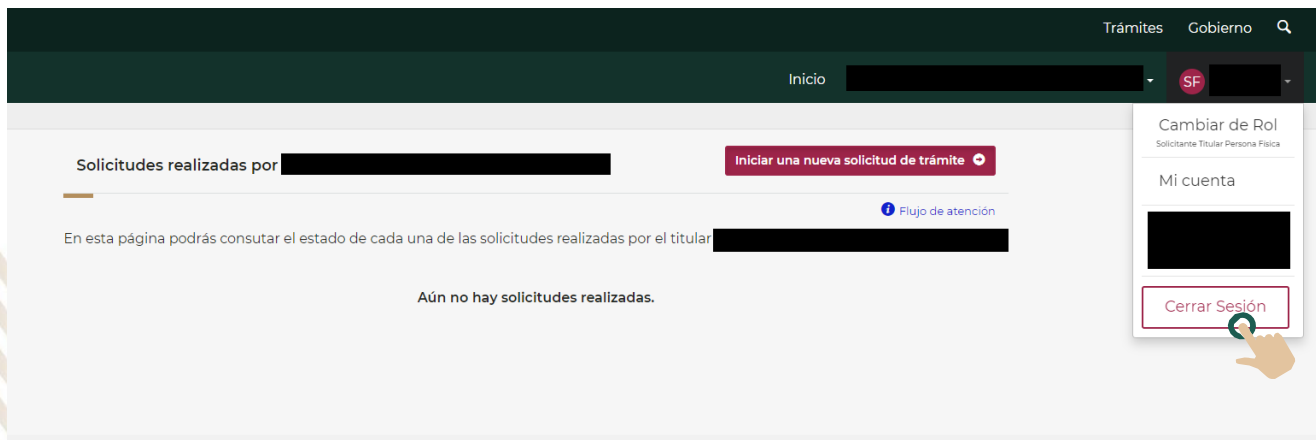 Trámites Gobierno
Inicio SF
Cambiar de Rol
Solicitante Titular Persona Física
Solicitudes realizadas por Iniciar una nueva solicitud de trámite
Mi cuenta
Flujo de atención
En esta página podrás consutar el estado de cada una de las solicitudes realizadas por el titular
Aún no hay solicitudes realizadas.
Cerrar Sesión